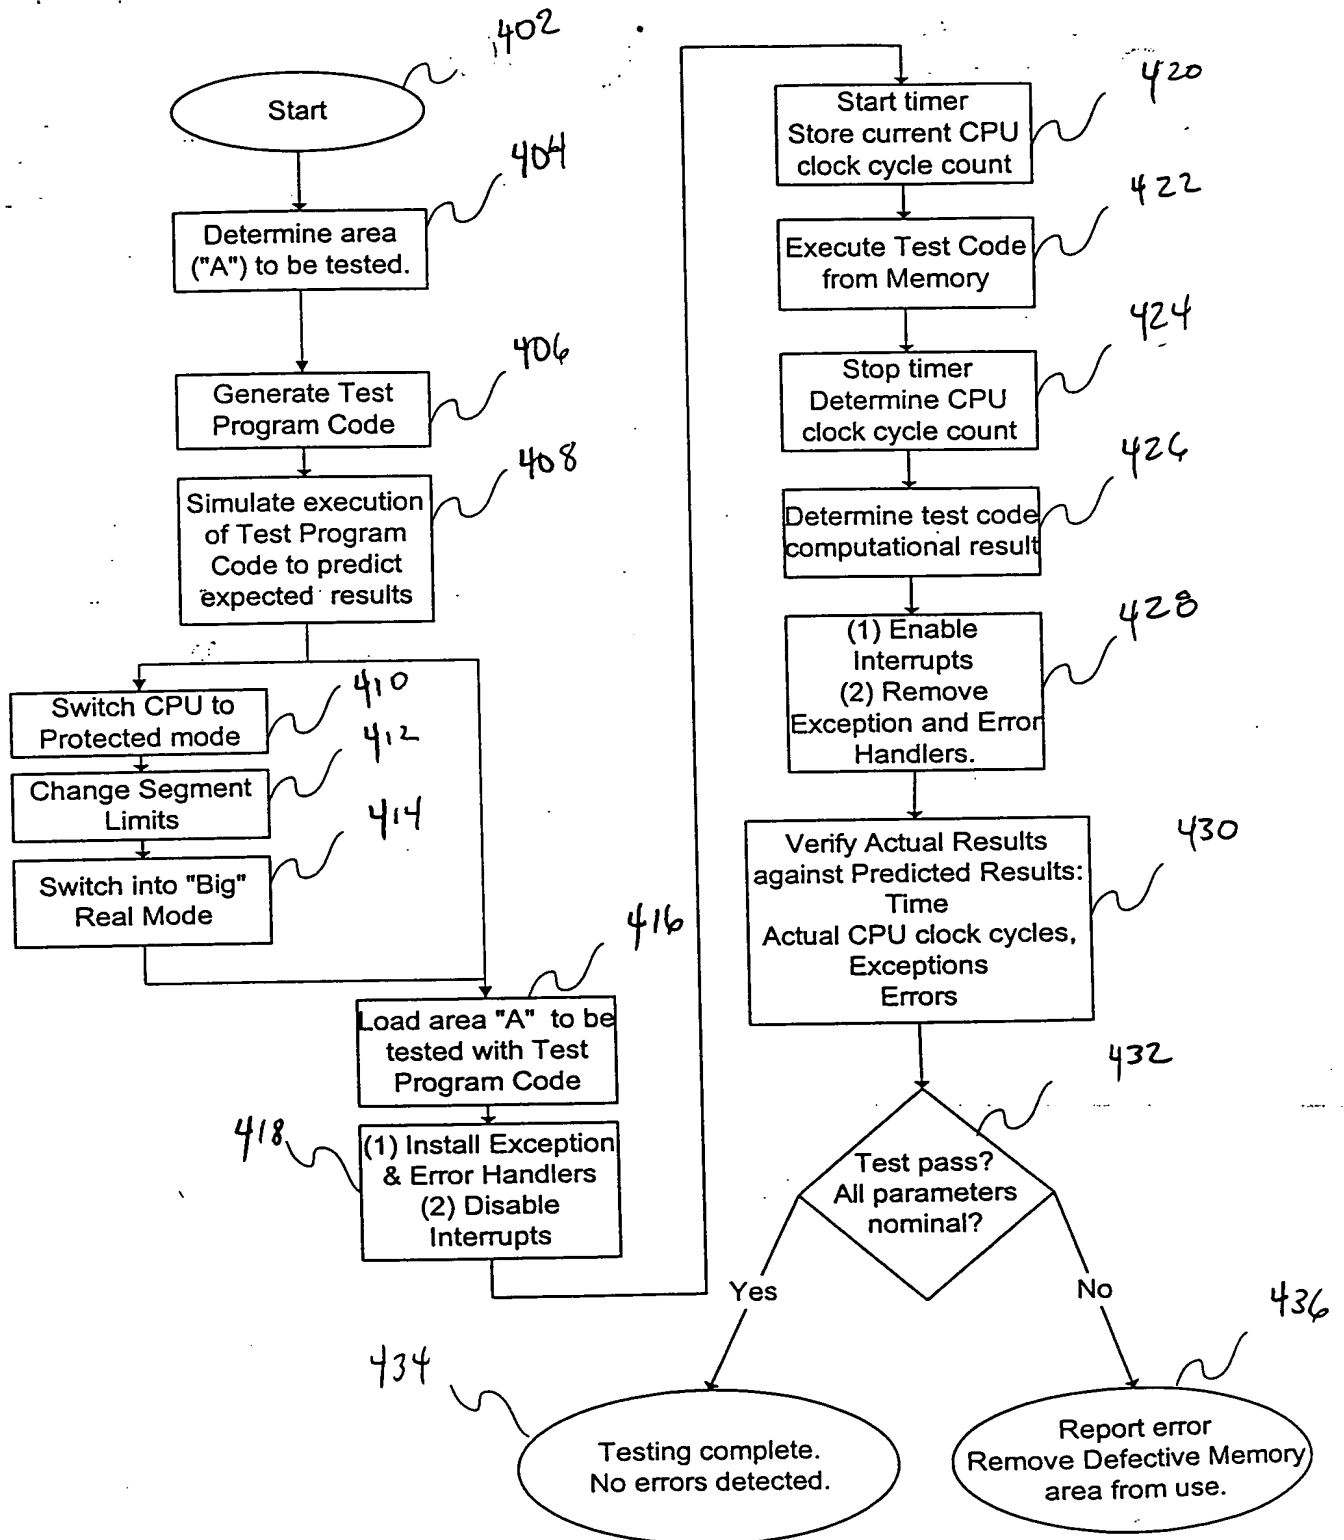 402
Start
404
Determine area
("A") to be tested.
406
Generate Test
Program Code
408
Simulate execution
of Test Program
Code to predict
expected results
410
Switch CPU to
Protected mode
412
Change Segment
Limits
414
Switch into "Big"
Real Mode
416
Load area "A" to be
tested with Test
Program Code
418
(1) Install Exception
& Error Handlers
(2) Disable
Interrupts
420
Start timer
Store current CPU
clock cycle count
422
Execute Test Code
from Memory
424
Stop timer
Determine CPU
clock cycle count
426
Determine test code
computational result
428
(1) Enable
Interrupts
(2) Remove
Exception and Error
Handlers.
430
Verify Actual Results
against Predicted Results:
Time
Actual CPU clock cycles,
Exceptions
Errors
432
Test pass?
All parameters
nominal?
Yes
No
434
Testing complete.
No errors detected.
436
Report error
Remove Defective Memory
area from use.